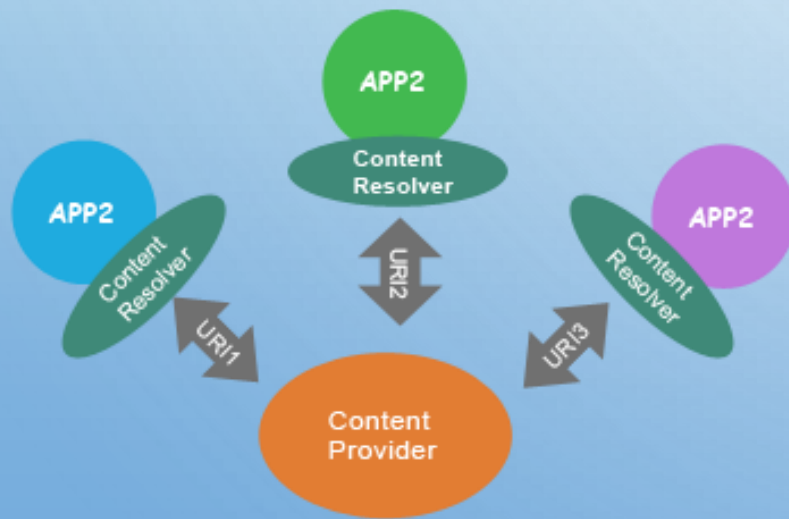 APP2
Content
Resolver
APP2
Content
Resolver
APP2
Content
Resolver
URI1
URI2
URI3
Content
Provider